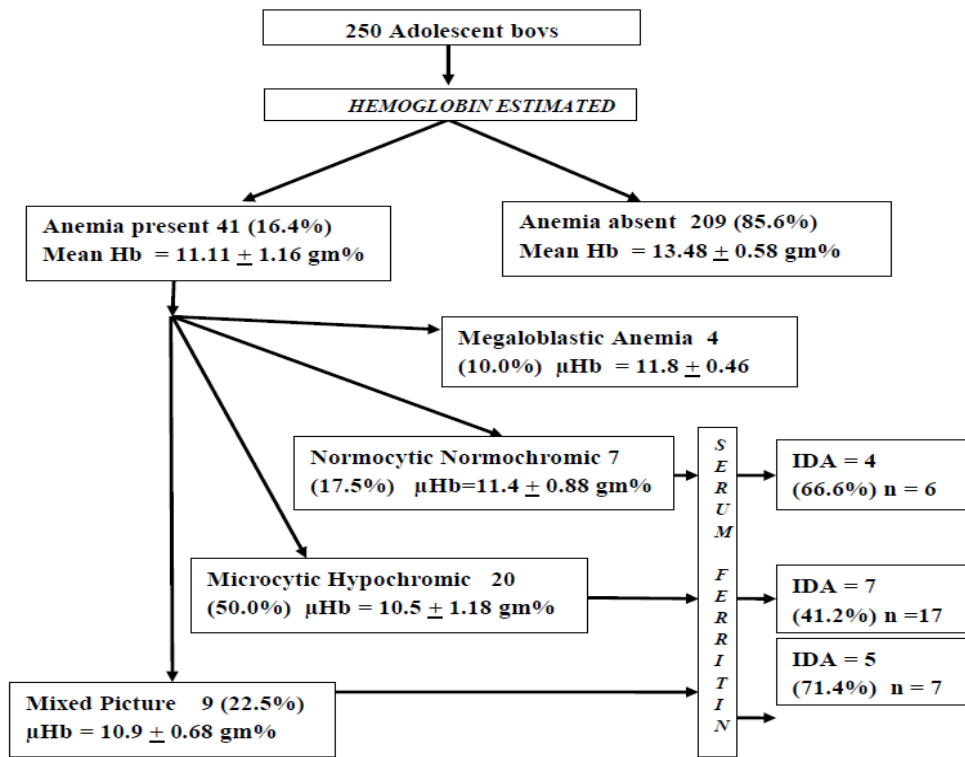 250 Adolescent bovs
HEMOGLOBIN ESTIMATED
Anemia present 41 (16.4%)
Mean Hb = 11.11 + 1.16 gm%
Anemia absent 209 (85.6%)
Mean Hb = 13.48 + 0.58 gm%
Megaloblastic Anemia 4
(10.0%) µHb = 11.8 + 0.46
Normocytic Normochromic 7
(17.5%) µHb=11.4 + 0.88 gm%
Microcytic Hypochromic 20
(50.0%) µHb = 10.5 + 1.18 gm%
Mixed Picture 9 (22.5%)
µHb = 10.9 + 0.68 gm%
SERUM FERRITIN
IDA = 4
(66.6%) n = 6
IDA = 7
(41.2%) n =17
IDA = 5
(71.4%) n = 7